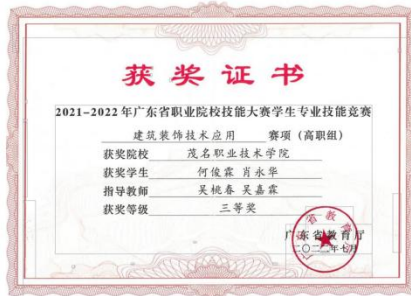 获奖证书
2021-2022年广东省职业院校技能大赛学生专业技能竞赛
建筑装饰技术应用 赛项（高职组）
获奖院校 茂名职业技术学院
获奖学生 何俊霖 肖永华
指导教师 吴桃春 吴嘉霖
获奖等级 三等奖
广东省教育厅
二〇二二年七月